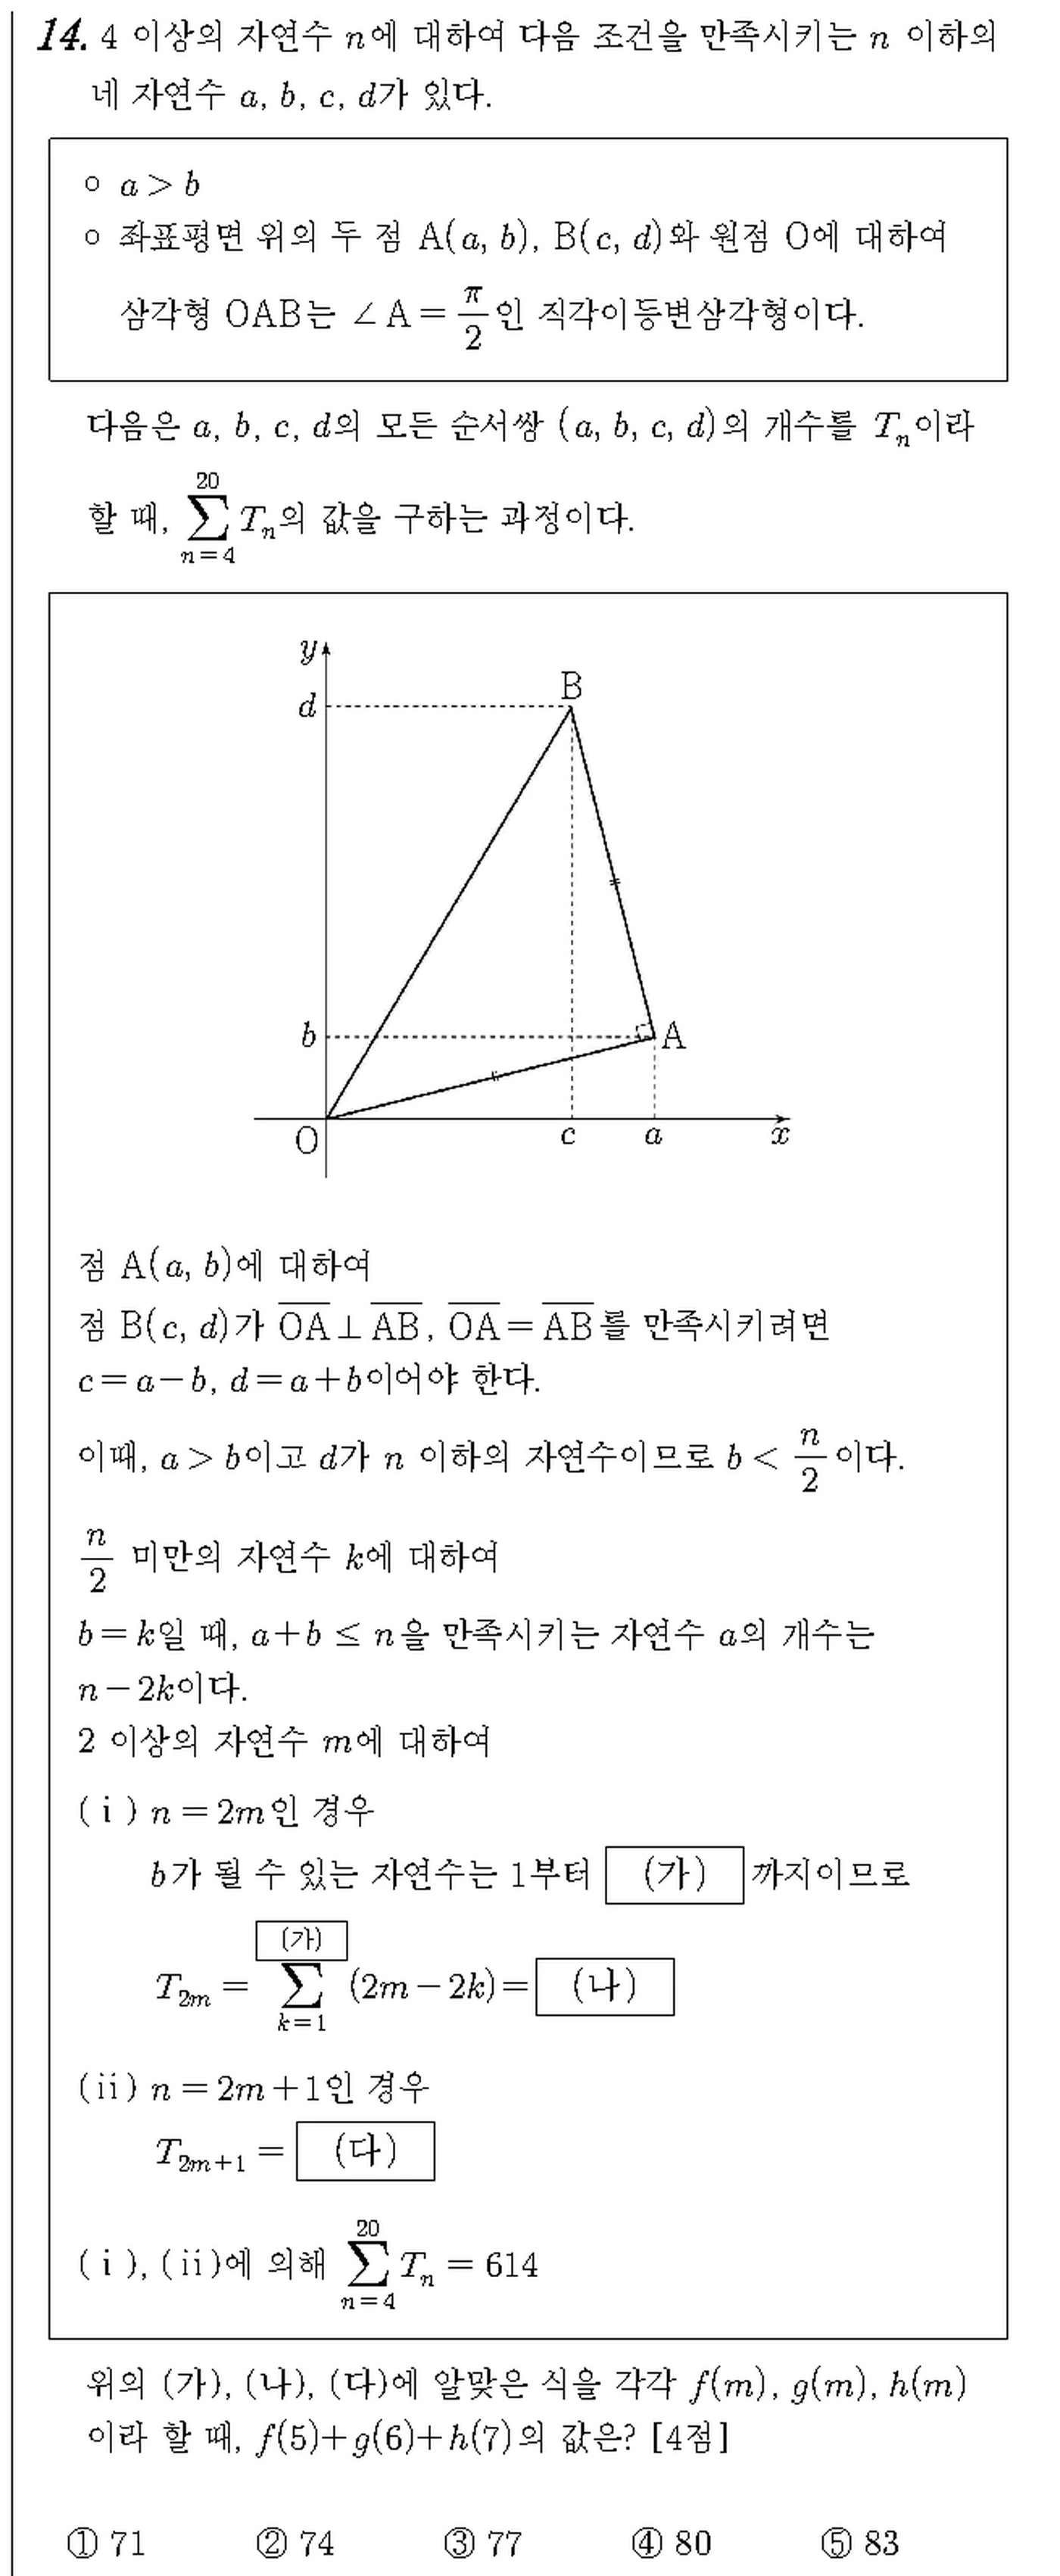 14. 4 이상의 자연수 n에 대하여 다음 조건을 만족시키는 n 이하의
네 자연수 a, b, c, d가 있다.
○ a > b
○ 좌표평면 위의 두 점 A(a, b), B(c, d)와 원점 O에 대하여
삼각형 OAB는 ∠A = π/2 인 직각이등변삼각형이다.
다음은 a, b, c, d의 모든 순서쌍 (a, b, c, d)의 개수를 Tₙ이라
할 때, ∑_{n=4}^{20} Tₙ의 값을 구하는 과정이다.
y
B
d
b
A
O
c
a
x
점 A(a, b)에 대하여
점 B(c, d)가 \overline{OA}⊥\overline{AB}, \overline{OA}=\overline{AB}를 만족시키려면
c=a-b, d=a+b이어야 한다.
이때, a > b이고 d가 n 이하의 자연수이므로 b < n/2 이다.
n/2 미만의 자연수 k에 대하여
b=k일 때, a+b ≤ n을 만족시키는 자연수 a의 개수는
n-2k이다.
2 이상의 자연수 m에 대하여
(ⅰ) n=2m인 경우
b가 될 수 있는 자연수는 1부터 (가) 까지이므로
T_{2m} = ∑_{k=1}^{(가)} (2m-2k) = (나)
(ⅱ) n=2m+1인 경우
T_{2m+1} = (다)
(ⅰ), (ⅱ)에 의해 ∑_{n=4}^{20} Tₙ = 614
위의 (가), (나), (다)에 알맞은 식을 각각 f(m), g(m), h(m)
이라 할 때, f(5)+g(6)+h(7)의 값은? [4점]
① 71 ② 74 ③ 77 ④ 80 ⑤ 83